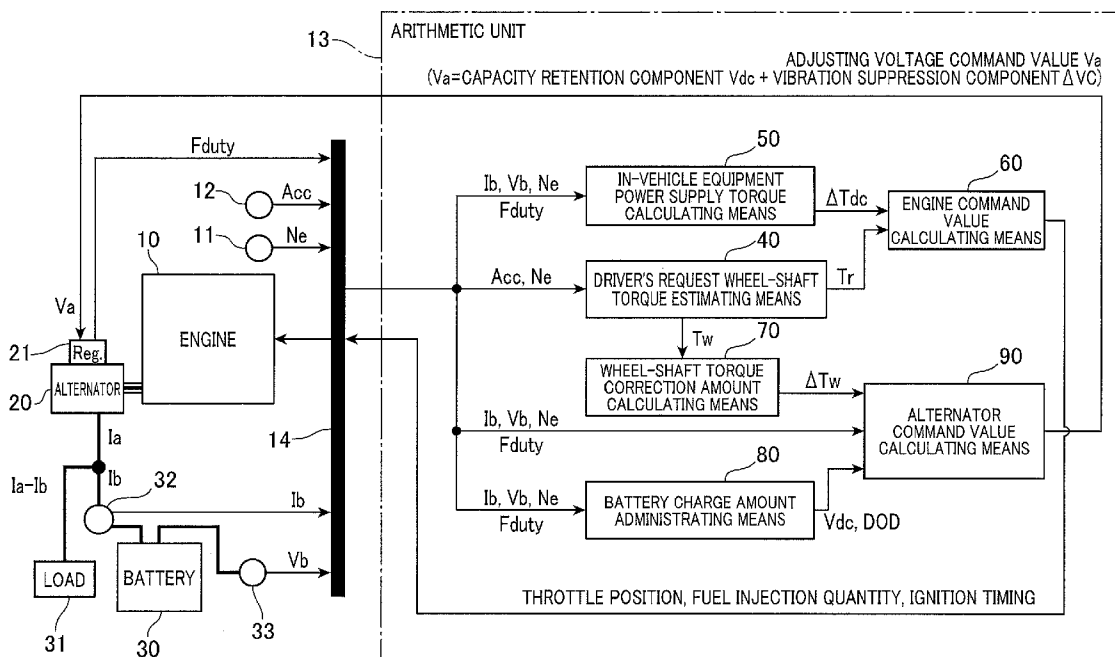 13
ARITHMETIC UNIT
ADJUSTING VOLTAGE COMMAND VALUE Va
(Va=CAPACITY RETENTION COMPONENT Vdc + VIBRATION SUPPRESSION COMPONENT ΔVC)
Fduty
12
Acc
11
Ne
10
ENGINE
Va
21
Reg.
ALTERNATOR
20
Ia
Ia-Ib
Ib
32
Ib
LOAD
31
BATTERY
30
Vb
33
14
Ib, Vb, Ne
Fduty
50
IN-VEHICLE EQUIPMENT
POWER SUPPLY TORQUE
CALCULATING MEANS
ΔTdc
60
ENGINE COMMAND
VALUE
CALCULATING MEANS
Acc, Ne
40
DRIVER'S REQUEST WHEEL-SHAFT
TORQUE ESTIMATING MEANS
Tr
Tw
70
WHEEL-SHAFT TORQUE
CORRECTION AMOUNT
CALCULATING MEANS
ΔTw
90
ALTERNATOR
COMMAND VALUE
CALCULATING MEANS
Ib, Vb, Ne
Fduty
80
Ib, Vb, Ne
Fduty
BATTERY CHARGE AMOUNT
ADMINISTRATING MEANS
Vdc, DOD
THROTTLE POSITION, FUEL INJECTION QUANTITY, IGNITION TIMING